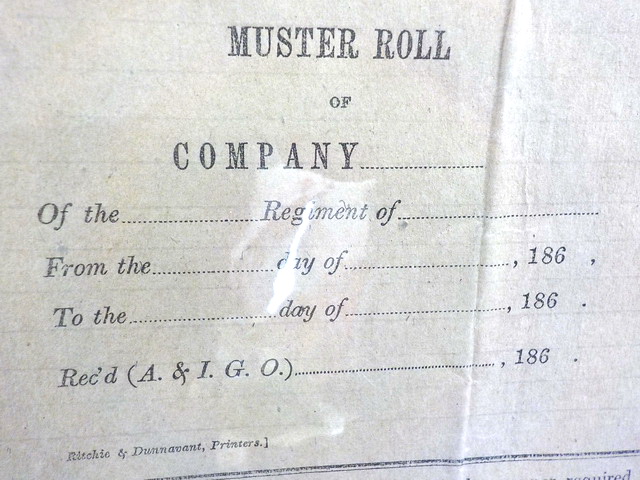 MUSTER ROLL
OF
COMPANY
Of the Regiment of
From the day of , 186 ,
To the day of , 186 .
Rec'd (A. & I. G. O.) , 186 .
Ritchie & Dunnavant, Printers.]
required